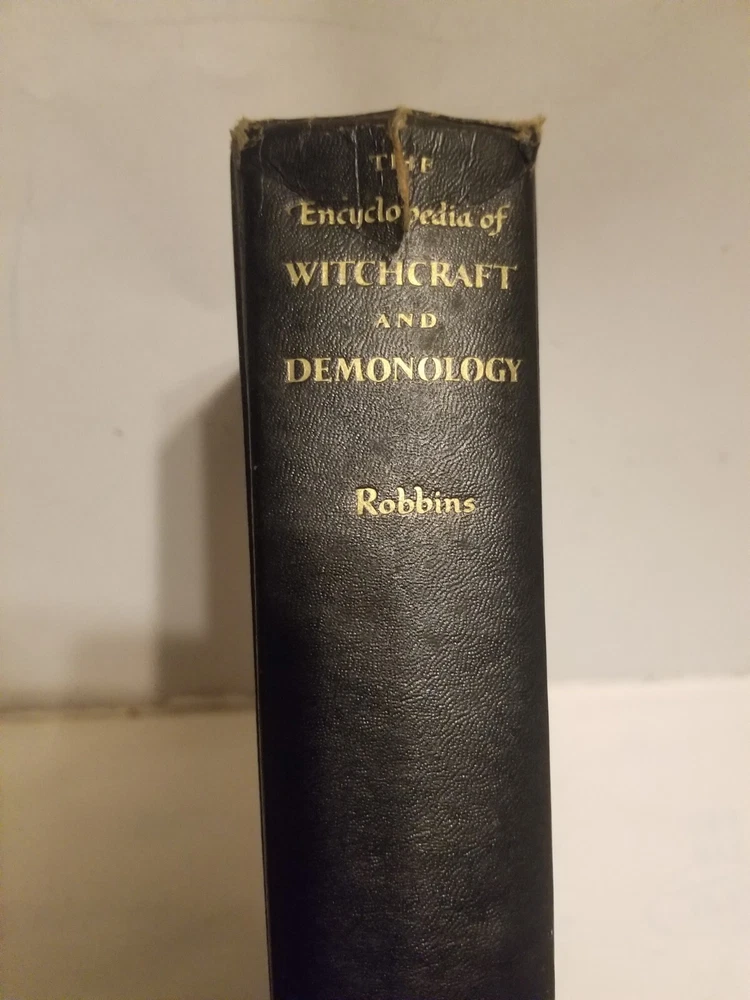 THE
Encyclopedia of
WITCHCRAFT
AND
DEMONOLOGY
Robbins